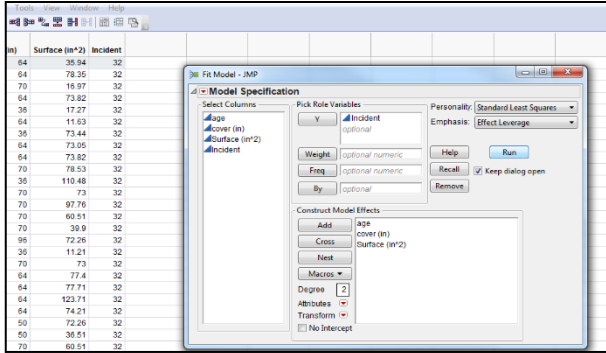 Tools View Window Help
in) Surface (in^2) Incident
64 35.94 32
64 78.35 32
70 16.97 32
64 73.82 32
36 17.27 32
64 11.63 32
36 73.44 32
64 73.05 32
64 73.82 32
70 78.53 32
36 110.48 32
70 73 32
70 97.76 32
70 60.51 32
70 39.9 32
96 72.26 32
36 11.21 32
70 73 32
64 77.4 32
64 77.71 32
64 123.71 32
64 74.21 32
50 72.26 32
50 36.51 32
70 60.51 32
Fit Model - JMP
Model Specification
Select Columns
age
cover (in)
Surface (in^2)
Incident
Pick Role Variables
Y Incident
optional
Weight optional numeric
Freq optional numeric
By optional
Personality: Standard Least Squares
Emphasis: Effect Leverage
Help Run
Recall Keep dialog open
Remove
Construct Model Effects
Add
Cross
Nest
Macros
Degree 2
Attributes
Transform
No Intercept
age
cover (in)
Surface (in^2)